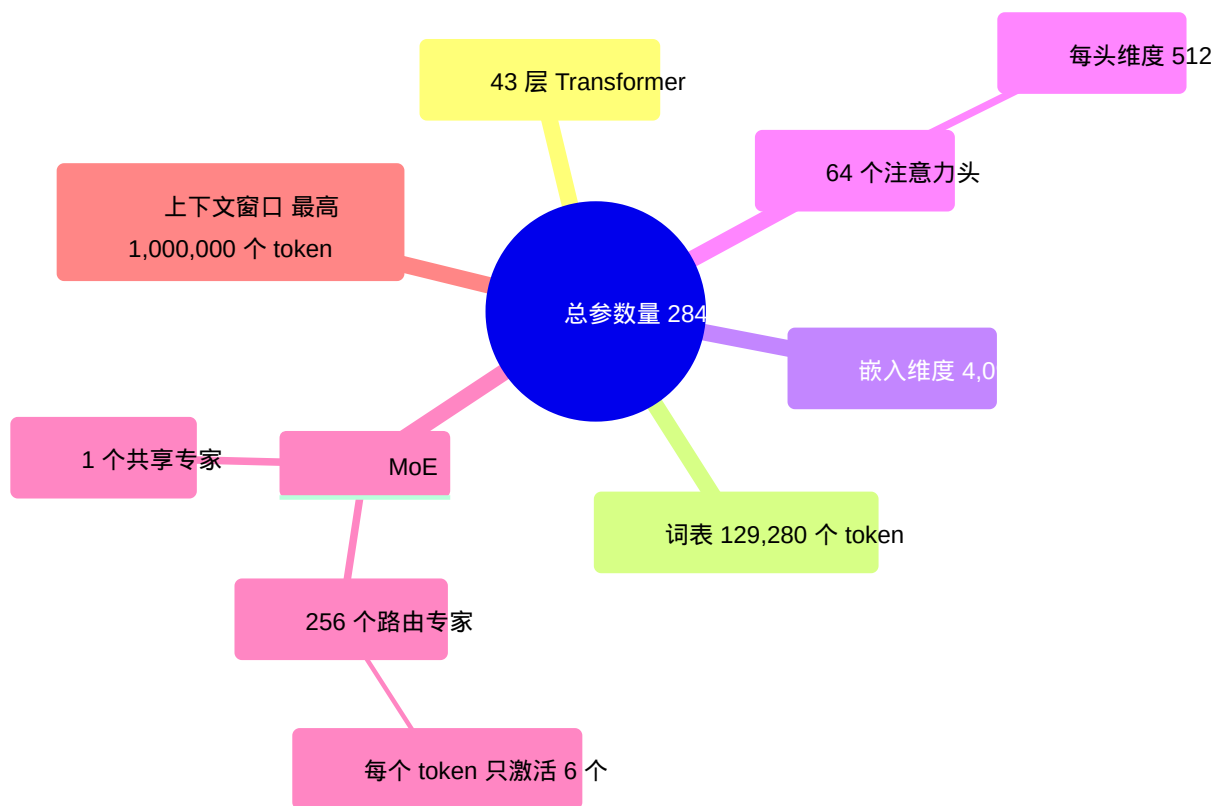 每头维度 512
43 层 Transformer
64 个注意力头
上下文窗口 最高
1,000,000 个 token
总参数量 284
嵌入维度 4,0
1 个共享专家
MoE
词表 129,280 个 token
256 个路由专家
每个 token 只激活 6 个